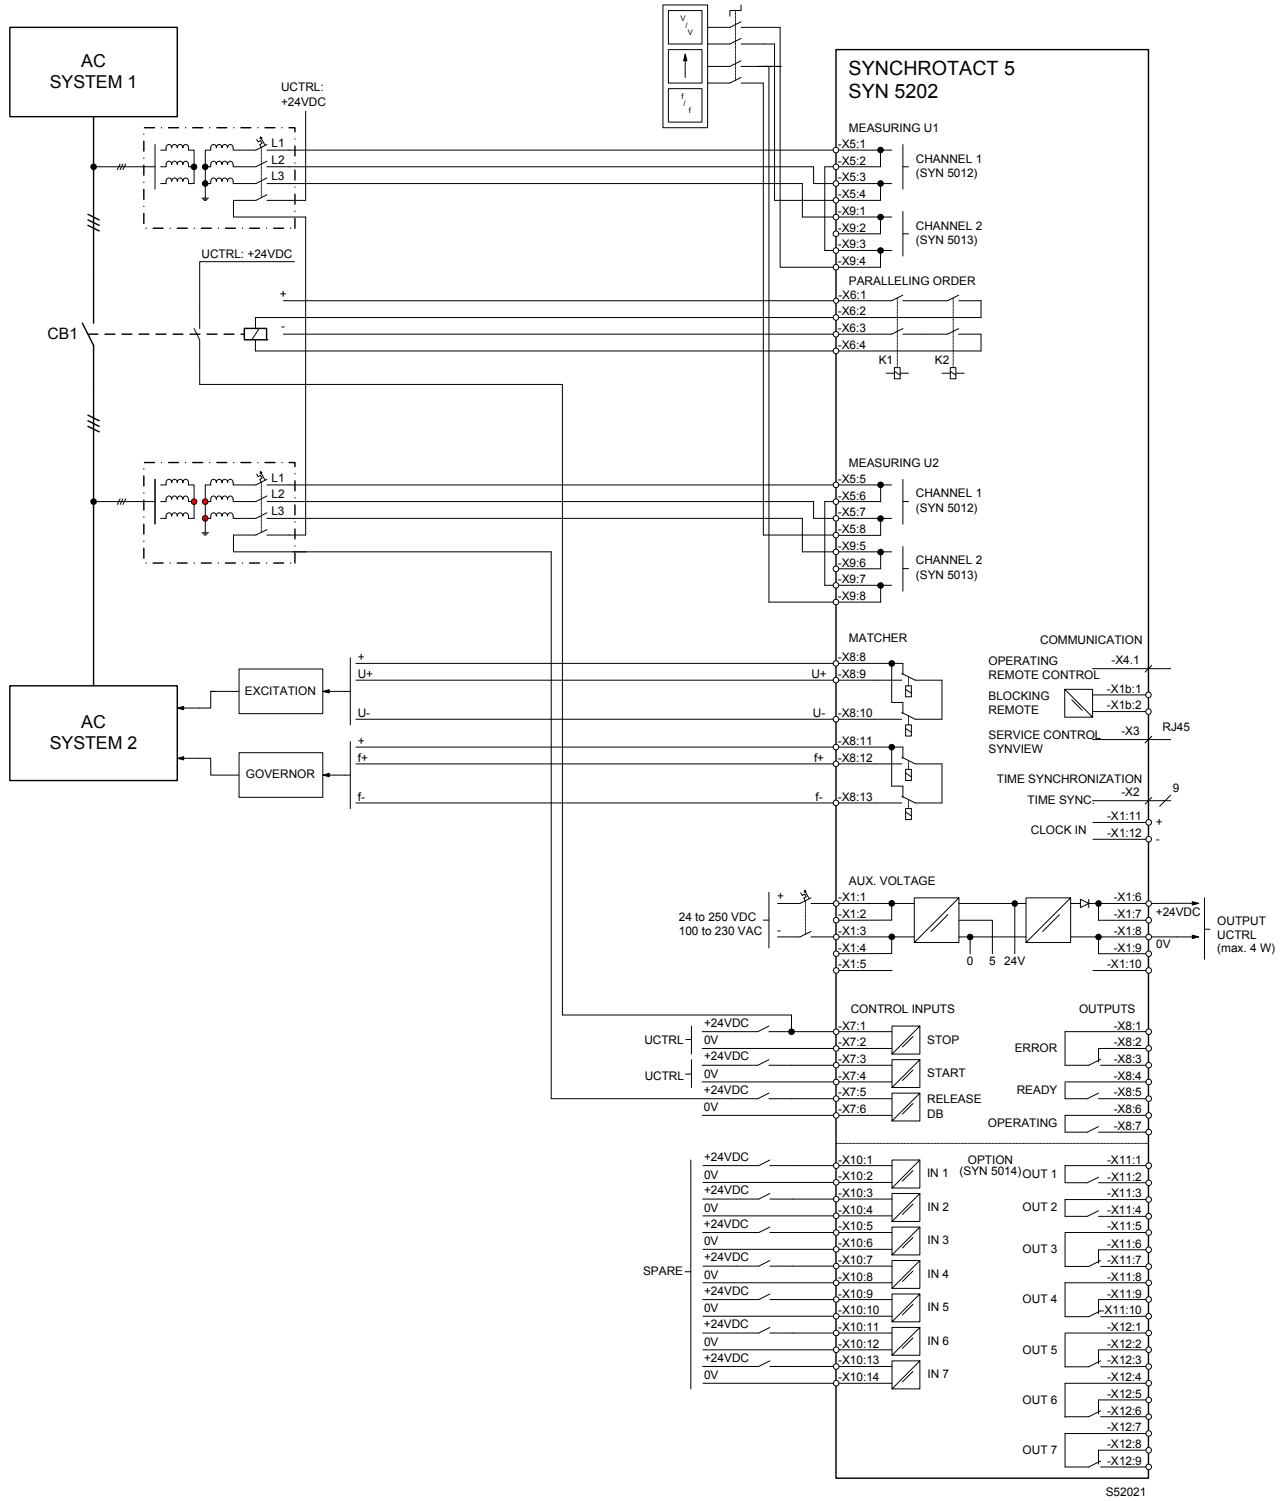 V/V
f/f
AC
SYSTEM 1
UCTRL:
+24VDC
SYNCHROTACT 5
SYN 5202
MEASURING U1
L1
L2
L3
-X5:1
-X5:2
-X5:3
-X5:4
CHANNEL 1
(SYN 5012)
-X9:1
-X9:2
-X9:3
-X9:4
CHANNEL 2
(SYN 5013)
UCTRL: +24VDC
PARALLELING ORDER
+
-X6:1
-X6:2
-
-X6:3
-X6:4
CB1
K1
K2
MEASURING U2
L1
L2
L3
-X5:5
-X5:6
-X5:7
-X5:8
CHANNEL 1
(SYN 5012)
-X9:5
-X9:6
-X9:7
-X9:8
CHANNEL 2
(SYN 5013)
MATCHER
AC
SYSTEM 2
EXCITATION
+
U+
U-
-X8:8
U+ -X8:9
U- -X8:10
GOVERNOR
+
f+
f-
-X8:11
f+ -X8:12
f- -X8:13
COMMUNICATION
OPERATING
REMOTE CONTROL
-X4.1
BLOCKING
REMOTE
-X1b:1
-X1b:2
SERVICE CONTROL
SYNVIEW
-X3
RJ45
TIME SYNCHRONIZATION
TIME SYNC.
-X2
9
CLOCK IN
-X1:11
+
-X1:12
-
AUX. VOLTAGE
24 to 250 VDC
100 to 230 VAC
+
-
-X1:1
-X1:2
-X1:3
-X1:4
-X1:5
0 5 24V
-X1:6
-X1:7
-X1:8
-X1:9
-X1:10
+24VDC
0V
OUTPUT
UCTRL
(max. 4 W)
CONTROL INPUTS
UCTRL
+24VDC
0V
-X7:1
-X7:2
STOP
UCTRL
+24VDC
0V
-X7:3
-X7:4
START
+24VDC
0V
-X7:5
-X7:6
RELEASE
DB
OUTPUTS
ERROR
-X8:1
-X8:2
-X8:3
READY
-X8:4
-X8:5
OPERATING
-X8:6
-X8:7
OPTION
(SYN 5014)
SPARE
+24VDC
0V
-X10:1
-X10:2
IN 1
+24VDC
0V
-X10:3
-X10:4
IN 2
+24VDC
0V
-X10:5
-X10:6
IN 3
+24VDC
0V
-X10:7
-X10:8
IN 4
+24VDC
0V
-X10:9
-X10:10
IN 5
+24VDC
0V
-X10:11
-X10:12
IN 6
+24VDC
0V
-X10:13
-X10:14
IN 7
OUT 1
-X11:1
-X11:2
OUT 2
-X11:3
-X11:4
OUT 3
-X11:5
-X11:6
-X11:7
OUT 4
-X11:8
-X11:9
-X11:10
OUT 5
-X12:1
-X12:2
-X12:3
OUT 6
-X12:4
-X12:5
-X12:6
OUT 7
-X12:7
-X12:8
-X12:9
S52021